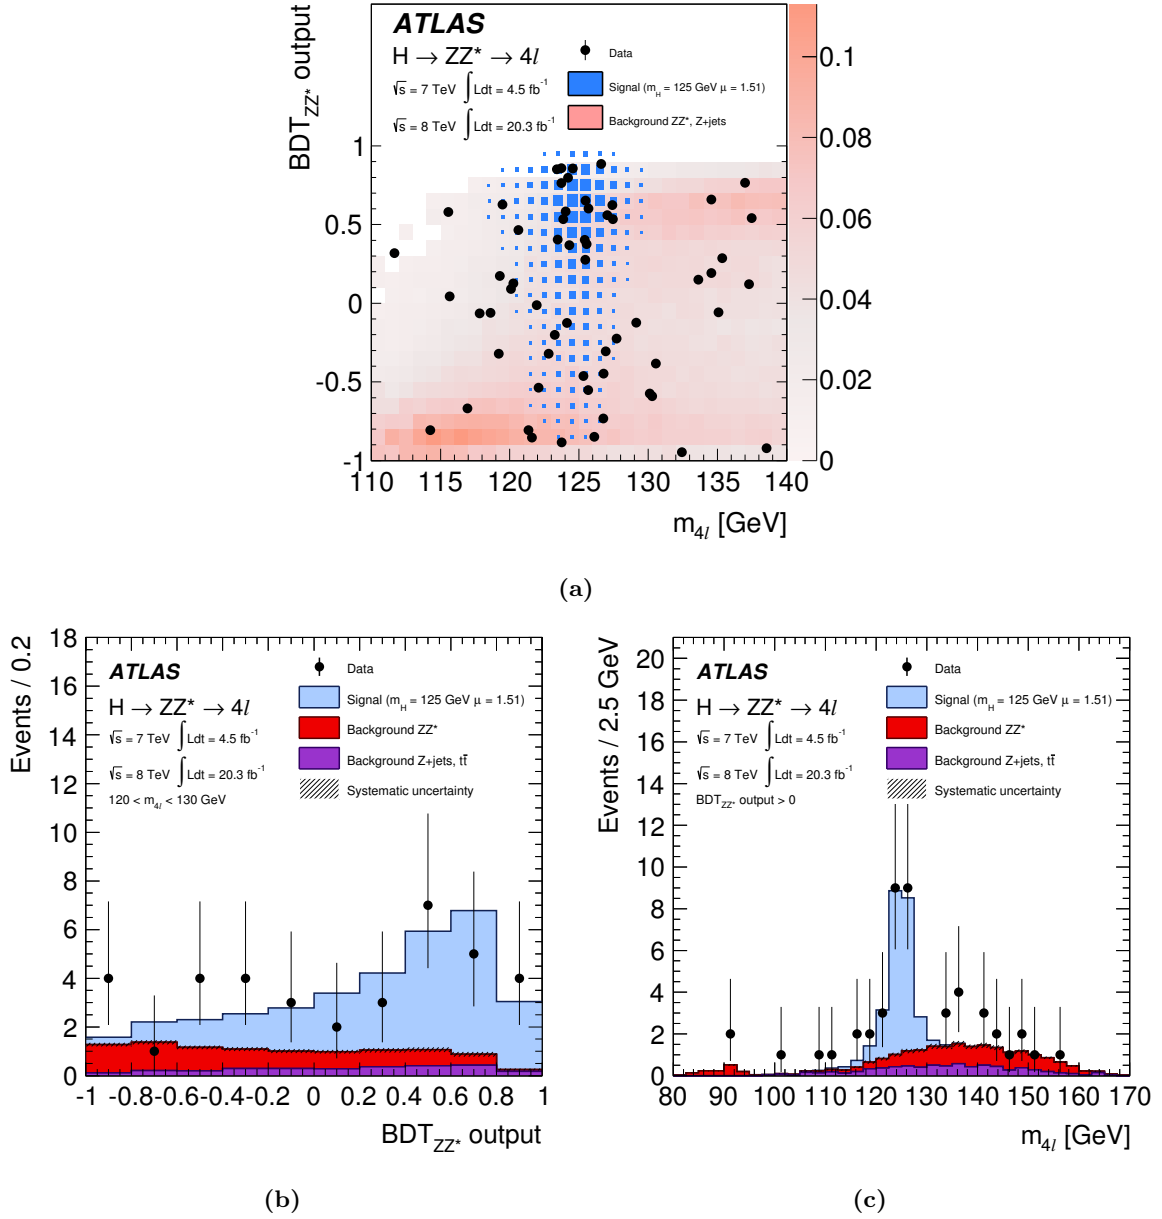 ATLAS
H → ZZ* → 4l
√s = 7 TeV ∫Ldt = 4.5 fb⁻¹
√s = 8 TeV ∫Ldt = 20.3 fb⁻¹
Data
Signal (m_H = 125 GeV μ = 1.51)
Background ZZ*, Z+jets
BDT_ZZ* output
1
0.5
0
-0.5
-1
110 115 120 125 130 135 140
m_4l [GeV]
0.1
0.08
0.06
0.04
0.02
0
(a)
Events / 0.2
18
16
14
12
10
8
6
4
2
0
ATLAS
H → ZZ* → 4l
√s = 7 TeV ∫Ldt = 4.5 fb⁻¹
√s = 8 TeV ∫Ldt = 20.3 fb⁻¹
120 < m_4l < 130 GeV
Data
Signal (m_H = 125 GeV μ = 1.51)
Background ZZ*
Background Z+jets, tt̄
Systematic uncertainty
-1 -0.8 -0.6 -0.4 -0.2 0 0.2 0.4 0.6 0.8 1
BDT_ZZ* output
(b)
Events / 2.5 GeV
20
18
16
14
12
10
8
6
4
2
0
ATLAS
H → ZZ* → 4l
√s = 7 TeV ∫Ldt = 4.5 fb⁻¹
√s = 8 TeV ∫Ldt = 20.3 fb⁻¹
BDT_ZZ* output > 0
Data
Signal (m_H = 125 GeV μ = 1.51)
Background ZZ*
Background Z+jets, tt̄
Systematic uncertainty
80 90 100 110 120 130 140 150 160 170
m_4l [GeV]
(c)